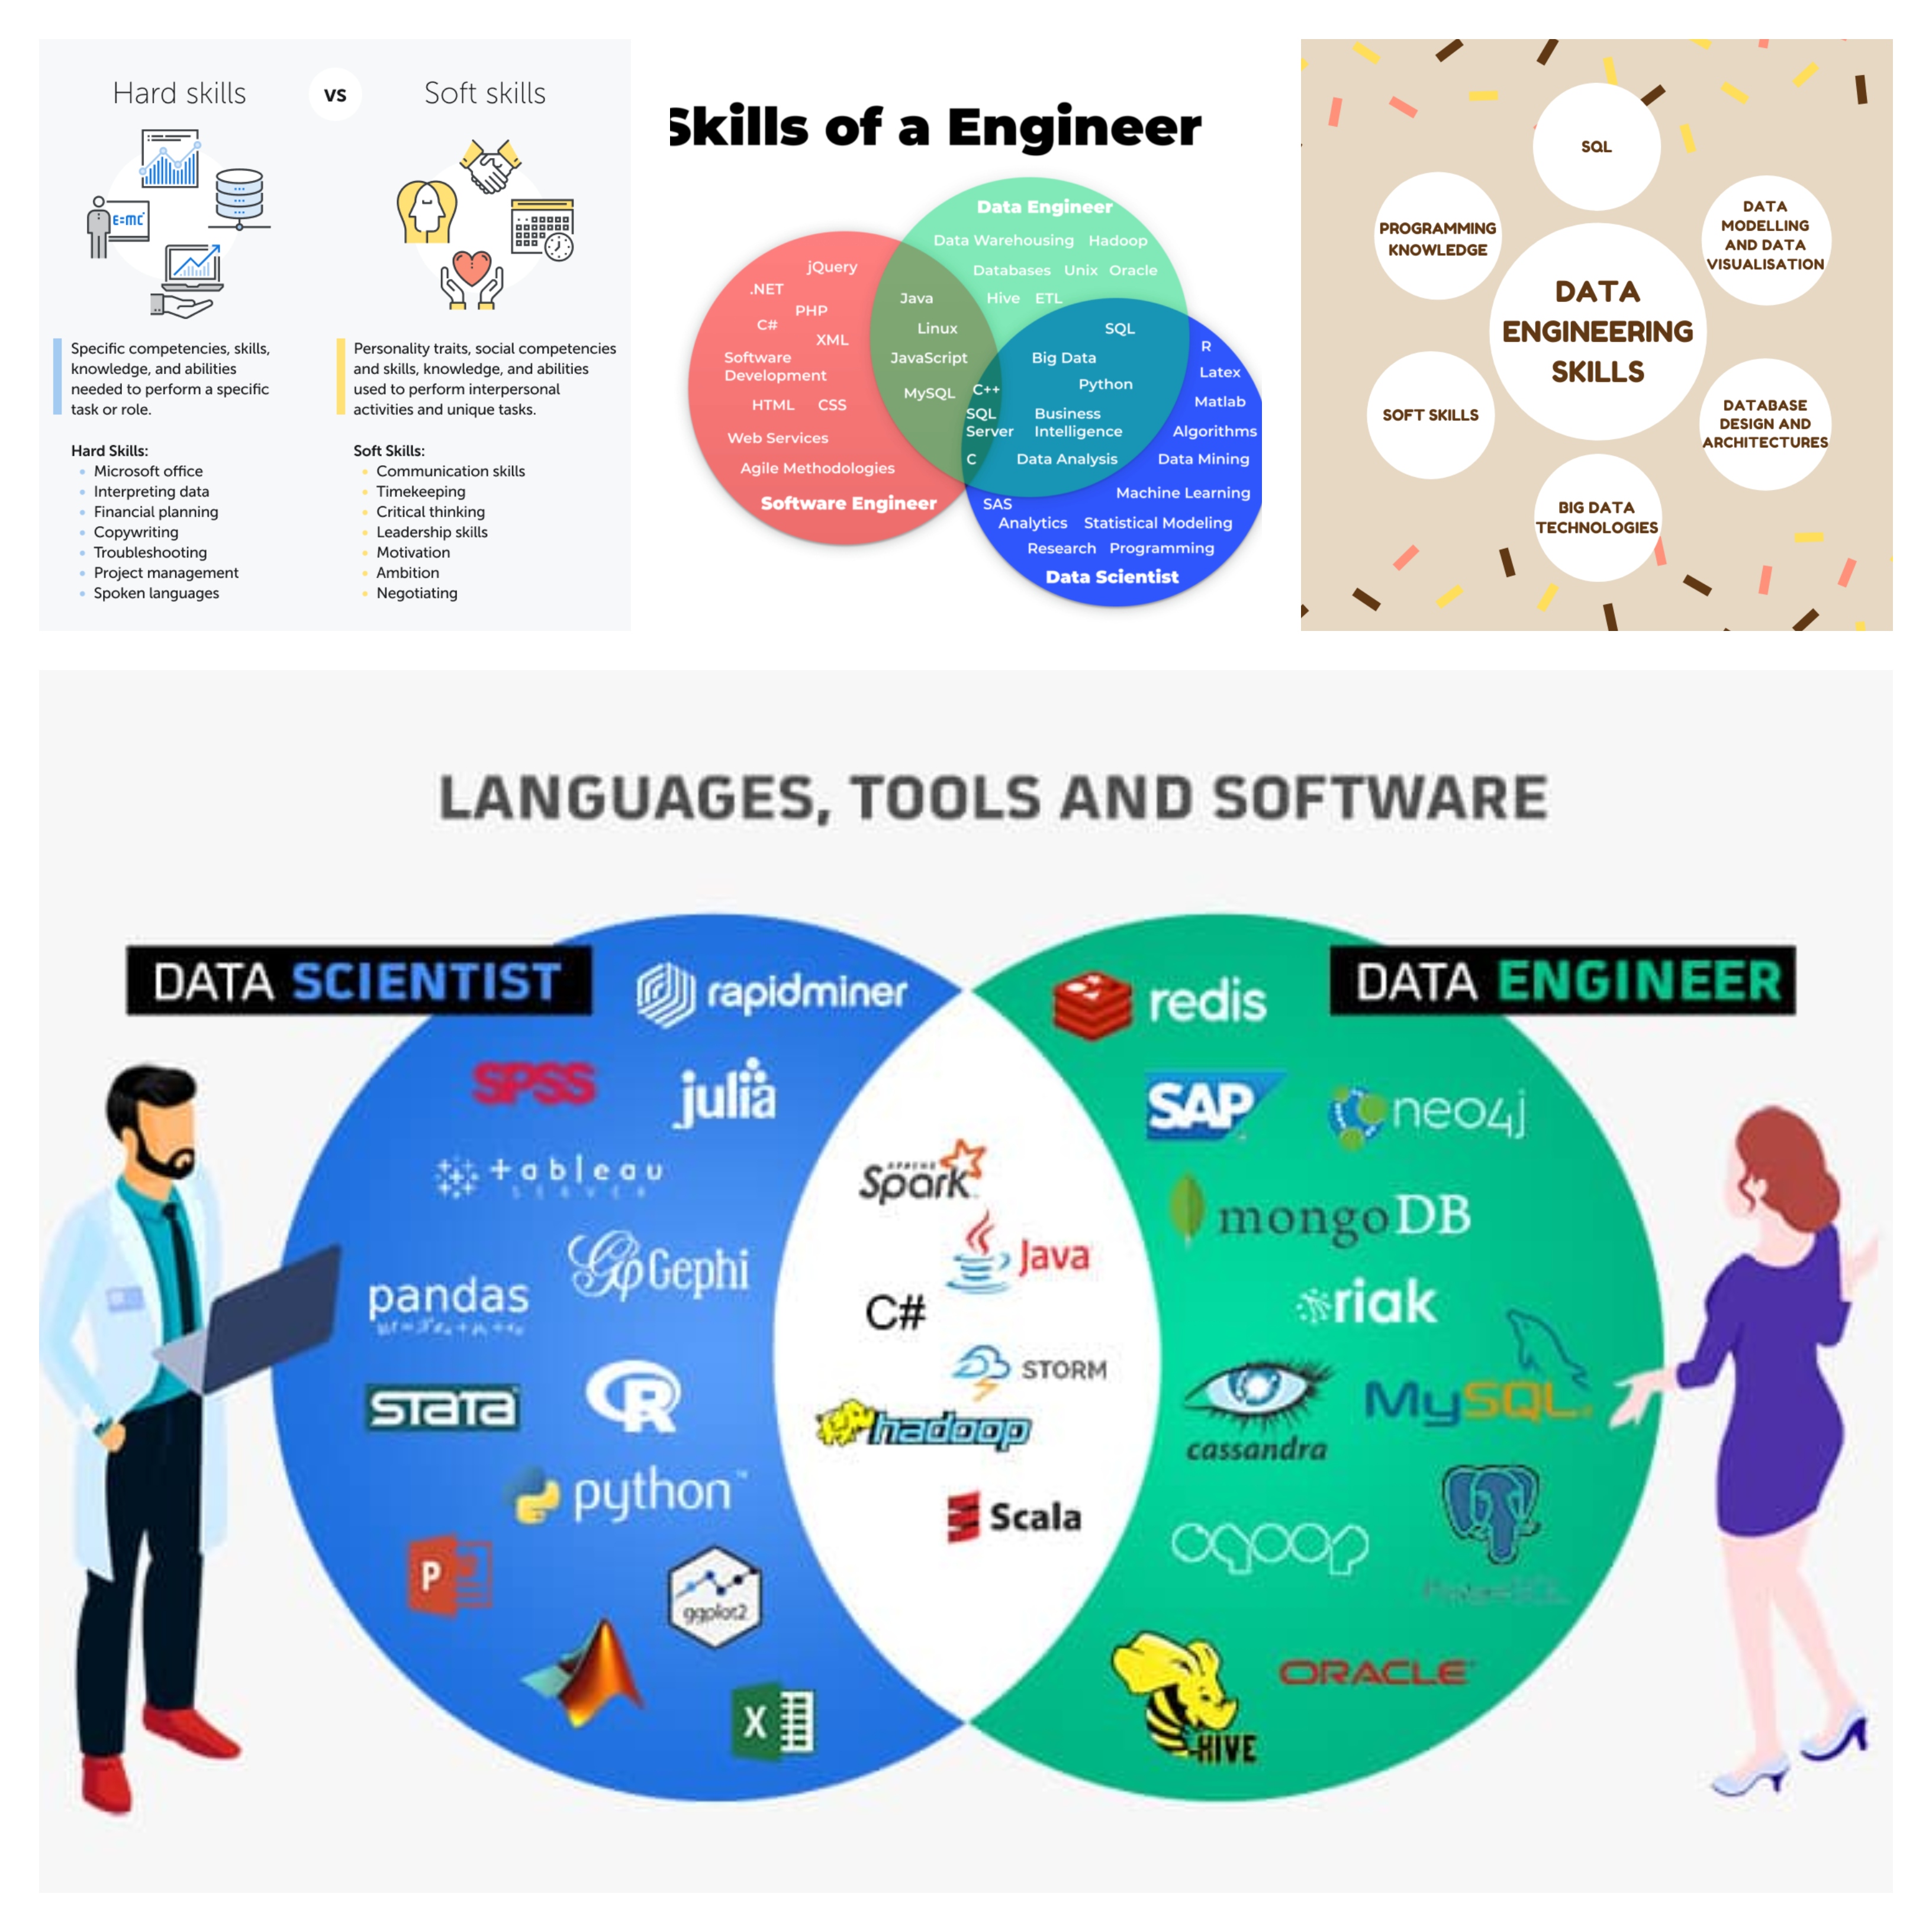 Hard skills
vs
Soft skills
E=mc²
Specific competencies, skills,
knowledge, and abilities
needed to perform a specific
task or role.
Hard Skills:
Microsoft office
Interpreting data
Financial planning
Copywriting
Troubleshooting
Project management
Spoken languages
Personality traits, social competencies
and skills, knowledge, and abilities
used to perform interpersonal
activities and unique tasks.
Soft Skills:
Communication skills
Timekeeping
Critical thinking
Leadership skills
Motivation
Ambition
Negotiating
Skills of a Engineer
Data Engineer
Data Warehousing Hadoop
Databases Unix Oracle
Hive ETL
jQuery
.NET
PHP
C#
XML
Software
Development
HTML CSS
Web Services
Agile Methodologies
Software Engineer
Java
Linux
JavaScript
MySQL
C++
SQL
Server
C
SQL
Big Data
Python
Business
Intelligence
Data Analysis
R
Latex
Matlab
Algorithms
Data Mining
Machine Learning
SAS
Analytics Statistical Modeling
Research Programming
Data Scientist
SQL
PROGRAMMING
KNOWLEDGE
DATA
MODELLING
AND DATA
VISUALISATION
DATA
ENGINEERING
SKILLS
SOFT SKILLS
DATABASE
DESIGN AND
ARCHITECTURES
BIG DATA
TECHNOLOGIES
LANGUAGES, TOOLS AND SOFTWARE
DATA SCIENTIST
rapidminer
SPSS
julia
+ableau
SERVER
Gephi
pandas
STATA
R
python
P
ggplot2
X
APACHE
Spark
Java
C#
STORM
hadoop
Scala
DATA ENGINEER
redis
SAP
neo4j
mongoDB
riak
cassandra
MySQL
sqoop
PostgreSQL
HIVE
ORACLE